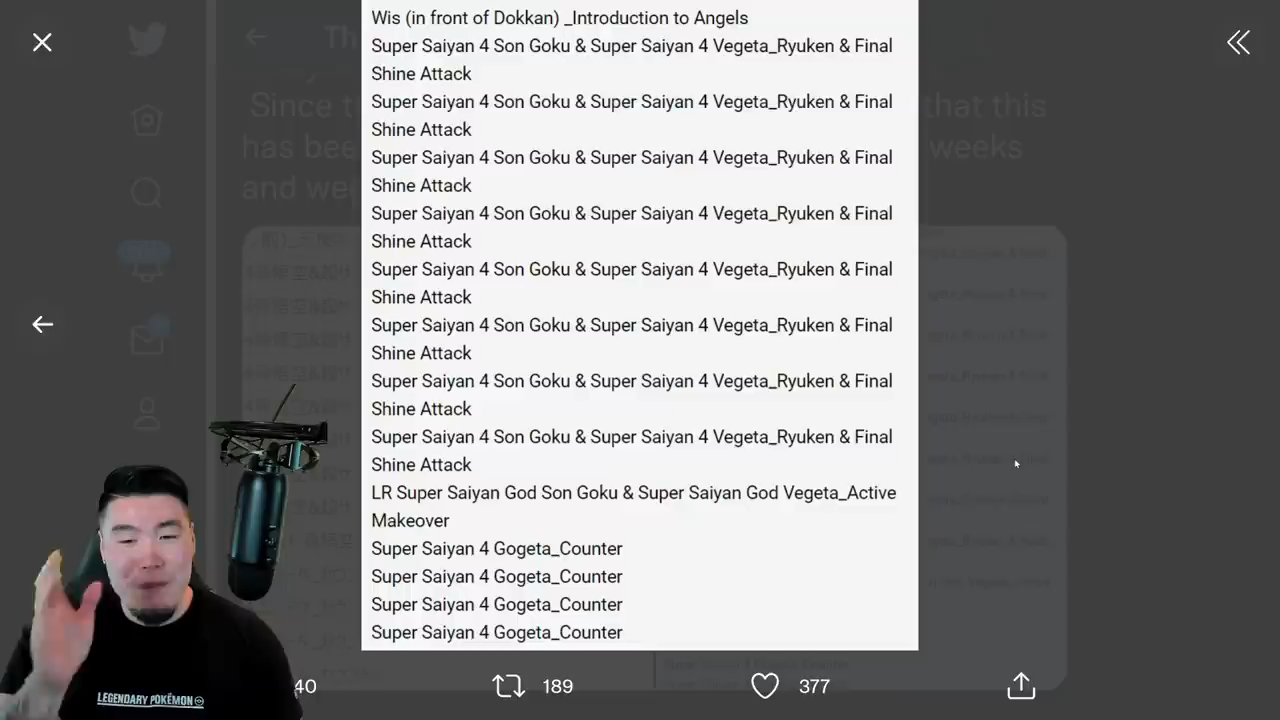 Wis (in front of Dokkan) _Introduction to Angels
Super Saiyan 4 Son Goku & Super Saiyan 4 Vegeta_Ryuken & Final
Shine Attack
Super Saiyan 4 Son Goku & Super Saiyan 4 Vegeta_Ryuken & Final
Shine Attack
Super Saiyan 4 Son Goku & Super Saiyan 4 Vegeta_Ryuken & Final
Shine Attack
Super Saiyan 4 Son Goku & Super Saiyan 4 Vegeta_Ryuken & Final
Shine Attack
Super Saiyan 4 Son Goku & Super Saiyan 4 Vegeta_Ryuken & Final
Shine Attack
Super Saiyan 4 Son Goku & Super Saiyan 4 Vegeta_Ryuken & Final
Shine Attack
Super Saiyan 4 Son Goku & Super Saiyan 4 Vegeta_Ryuken & Final
Shine Attack
Super Saiyan 4 Son Goku & Super Saiyan 4 Vegeta_Ryuken & Final
Shine Attack
LR Super Saiyan God Son Goku & Super Saiyan God Vegeta_Active
Makeover
Super Saiyan 4 Gogeta_Counter
Super Saiyan 4 Gogeta_Counter
Super Saiyan 4 Gogeta_Counter
Super Saiyan 4 Gogeta_Counter
Since that this
has weeks
and
LEGENDARY POKÉMON
40 189 377